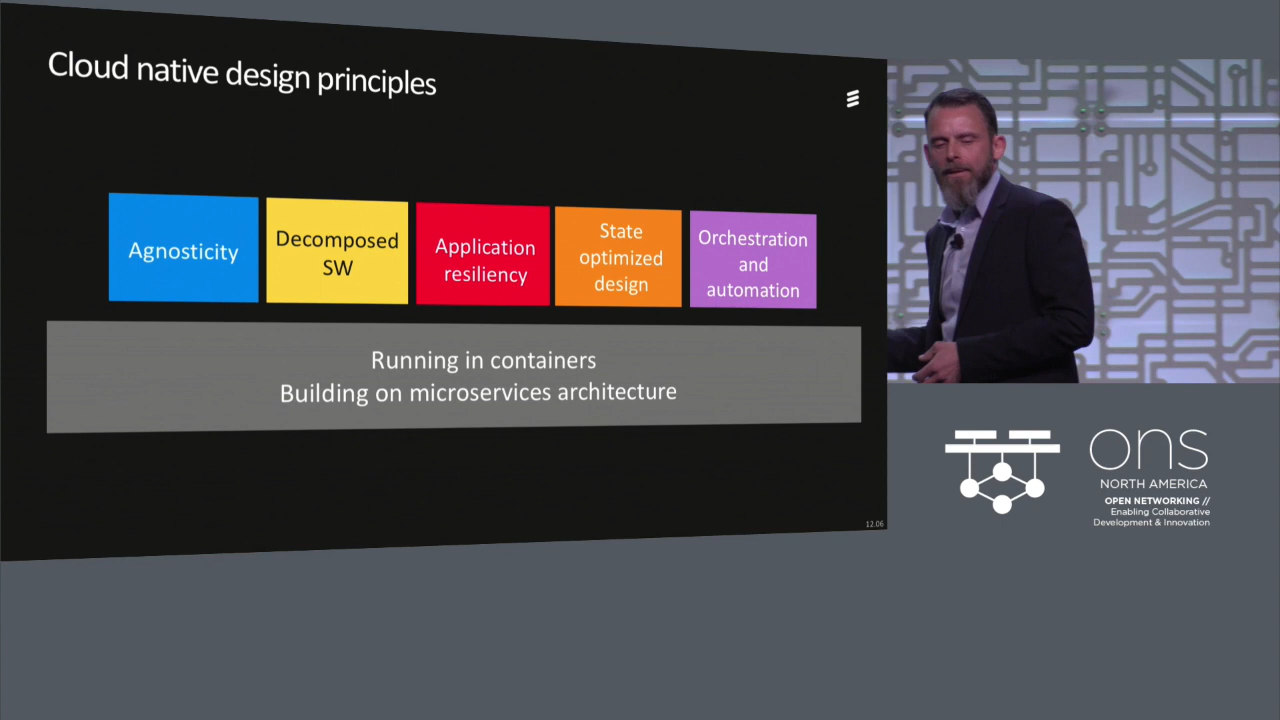 Cloud native design principles
Agnosticity
Decomposed
SW
Application
resiliency
State
optimized
design
Orchestration
and
automation
Running in containers
Building on microservices architecture
12.06
ons
NORTH AMERICA
OPEN NETWORKING //
Enabling Collaborative
Development & Innovation